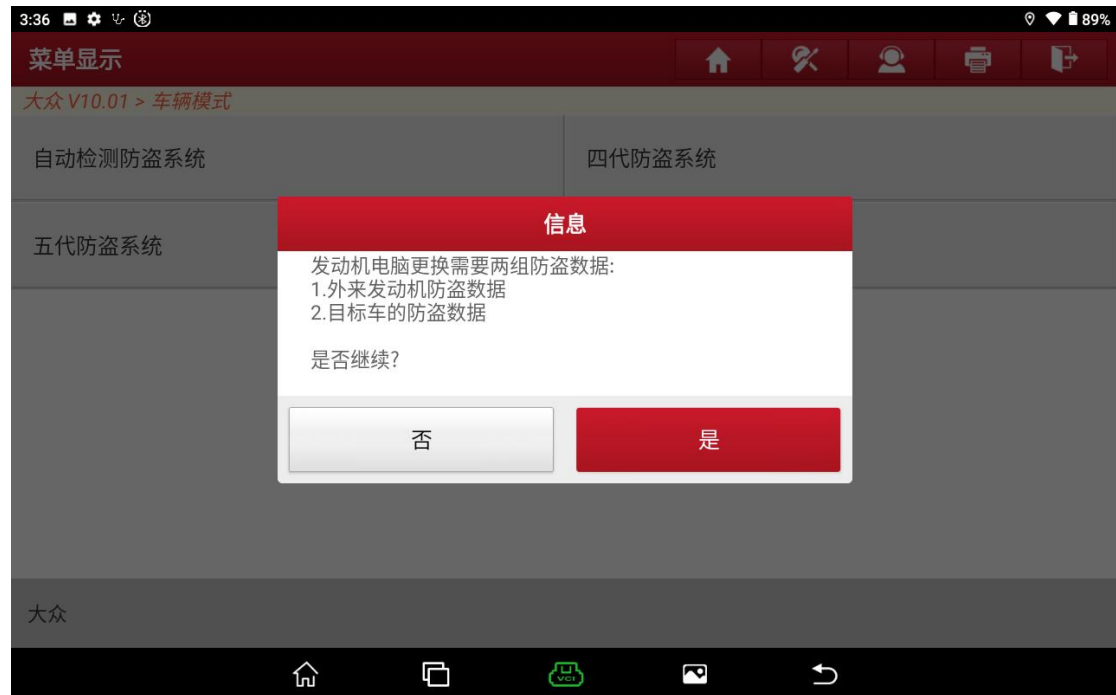 3:36
89%
菜单显示
大众 V10.01 > 车辆模式
自动检测防盗系统
四代防盗系统
五代防盗系统
信息
发动机电脑更换需要两组防盗数据:
1.外来发动机防盗数据
2.目标车的防盗数据
是否继续?
否
是
大众
VCI